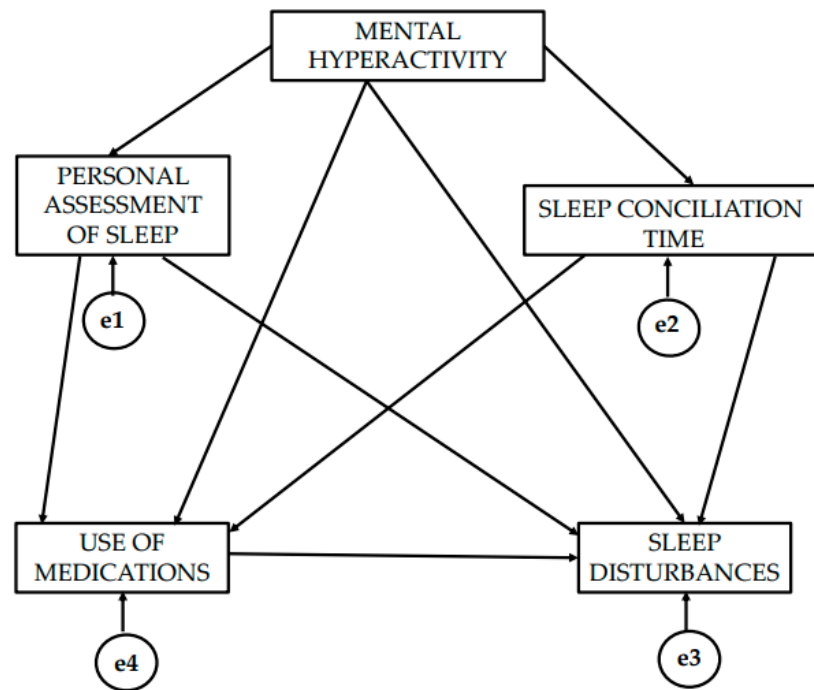 MENTAL
HYPERACTIVITY
PERSONAL
ASSESSMENT
OF SLEEP
SLEEP CONCILIATION
TIME
e1
e2
USE OF
MEDICATIONS
SLEEP
DISTURBANCES
e4
e3